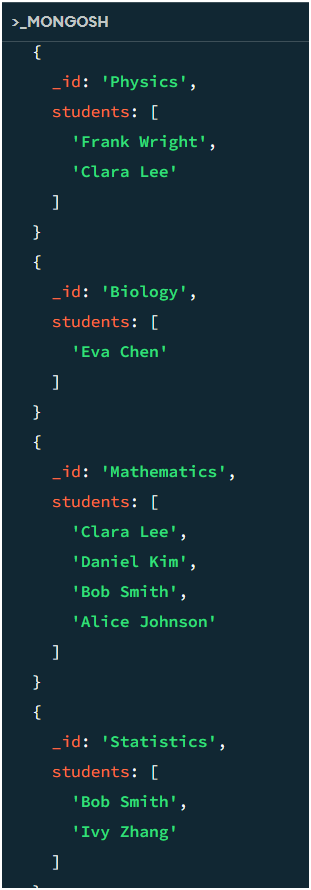 >_MONGOSH
{
_id: 'Physics',
students: [
'Frank Wright',
'Clara Lee'
]
}
{
_id: 'Biology',
students: [
'Eva Chen'
]
}
{
_id: 'Mathematics',
students: [
'Clara Lee',
'Daniel Kim',
'Bob Smith',
'Alice Johnson'
]
}
{
_id: 'Statistics',
students: [
'Bob Smith',
'Ivy Zhang'
]
}